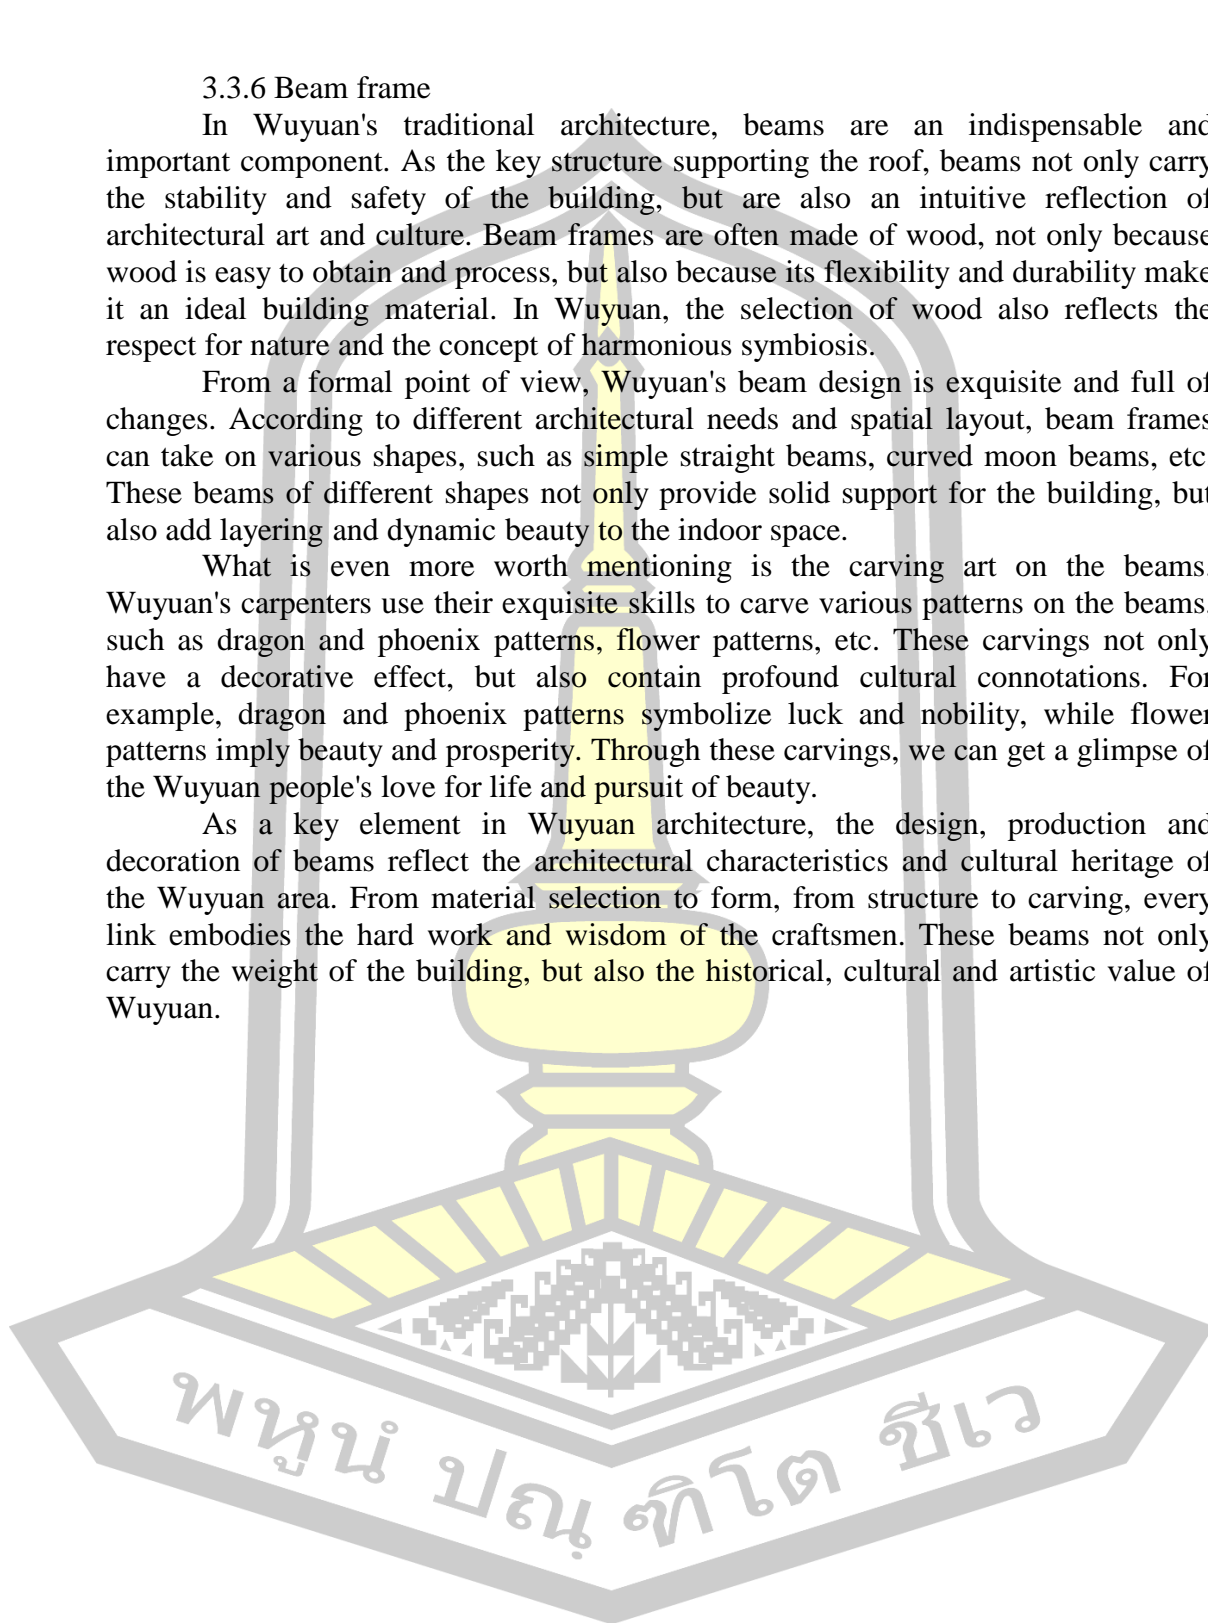 3.3.6 Beam frame
In Wuyuan's traditional architecture, beams are an indispensable and
important component. As the key structure supporting the roof, beams not only carry
the stability and safety of the building, but are also an intuitive reflection of
architectural art and culture. Beam frames are often made of wood, not only because
wood is easy to obtain and process, but also because its flexibility and durability make
it an ideal building material. In Wuyuan, the selection of wood also reflects the
respect for nature and the concept of harmonious symbiosis.
From a formal point of view, Wuyuan's beam design is exquisite and full of
changes. According to different architectural needs and spatial layout, beam frames
can take on various shapes, such as simple straight beams, curved moon beams, etc
These beams of different shapes not only provide solid support for the building, but
also add layering and dynamic beauty to the indoor space.
What is even more worth mentioning is the carving art on the beams.
Wuyuan's carpenters use their exquisite skills to carve various patterns on the beams,
such as dragon and phoenix patterns, flower patterns, etc. These carvings not only
have a decorative effect, but also contain profound cultural connotations. For
example, dragon and phoenix patterns symbolize luck and nobility, while flower
patterns imply beauty and prosperity. Through these carvings, we can get a glimpse of
the Wuyuan people's love for life and pursuit of beauty.
As a key element in Wuyuan architecture, the design, production and
decoration of beams reflect the architectural characteristics and cultural heritage of
the Wuyuan area. From material selection to form, from structure to carving, every
link embodies the hard work and wisdom of the craftsmen. These beams not only
carry the weight of the building, but also the historical, cultural and artistic value of
Wuyuan.
พหูนํ ปณฺฑิโต ชีเว